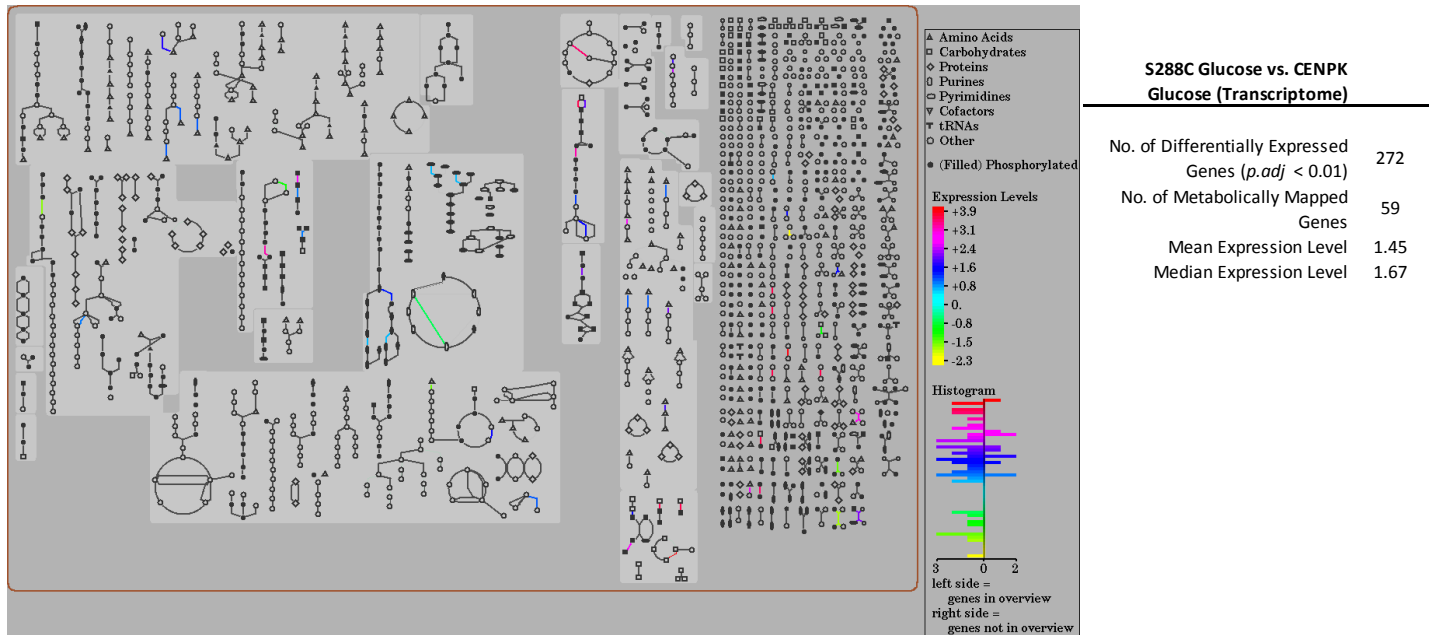 Amino Acids
Carbohydrates
Proteins
Purines
Pyrimidines
Cofactors
tRNAs
Other
(Filled) Phosphorylated
Expression Levels
+3.9
+3.1
+2.4
+1.6
+0.8
0.
-0.8
-1.5
-2.3
Histogram
3 0 2
left side =
genes in overview
right side =
genes not in overview
S288C Glucose vs. CENPK
Glucose (Transcriptome)
No. of Differentially Expressed
Genes (p.adj < 0.01) 272
No. of Metabolically Mapped
Genes 59
Mean Expression Level 1.45
Median Expression Level 1.67